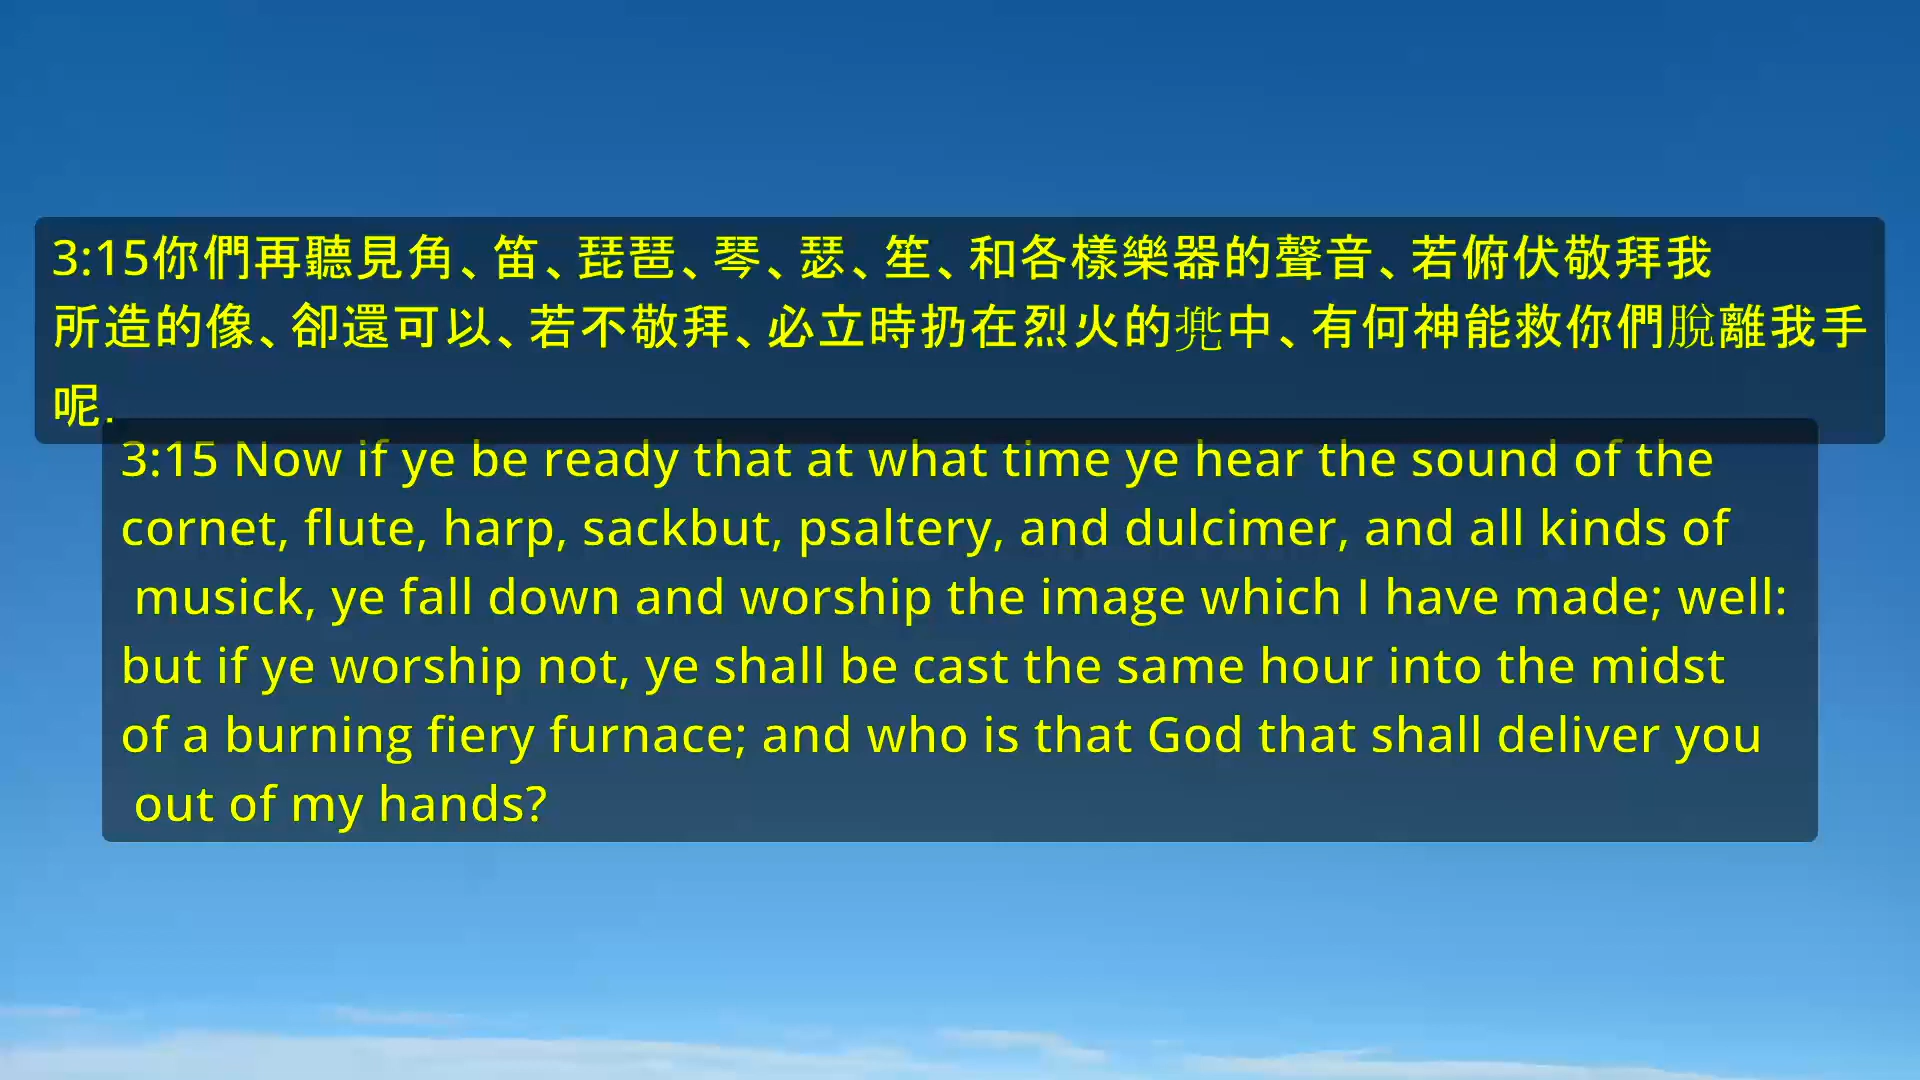 3:15你們再聽見角、笛、琵琶、琴、瑟、笙、和各樣樂器的聲音、若俯伏敬拜我
所造的像、卻還可以、若不敬拜、必立時扔在烈火的兠中、有何神能救你們脫離我手
呢.
3:15 Now if ye be ready that at what time ye hear the sound of the
cornet, flute, harp, sackbut, psaltery, and dulcimer, and all kinds of
musick, ye fall down and worship the image which I have made; well:
but if ye worship not, ye shall be cast the same hour into the midst
of a burning fiery furnace; and who is that God that shall deliver you
out of my hands?